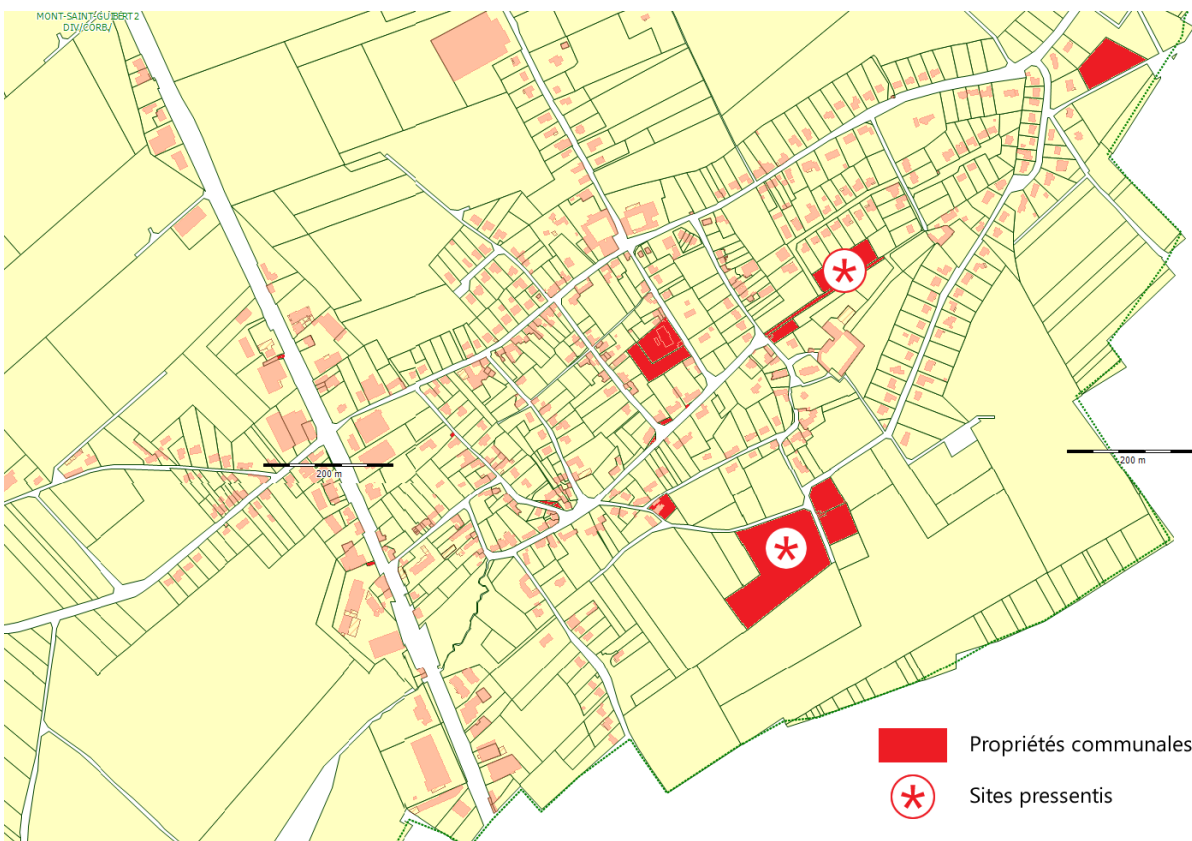 MONT-SAINT-GUIBERT 2
DIV/CORB/
200 m
200 m
Propriétés communales
Sites pressentis